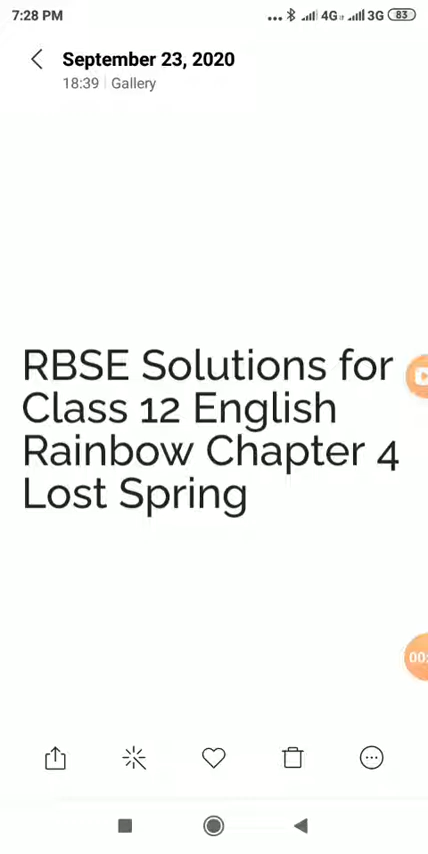 7:28 PM ... 4G 3G 83
September 23, 2020
18:39 | Gallery
RBSE Solutions for
Class 12 English
Rainbow Chapter 4
Lost Spring
00: